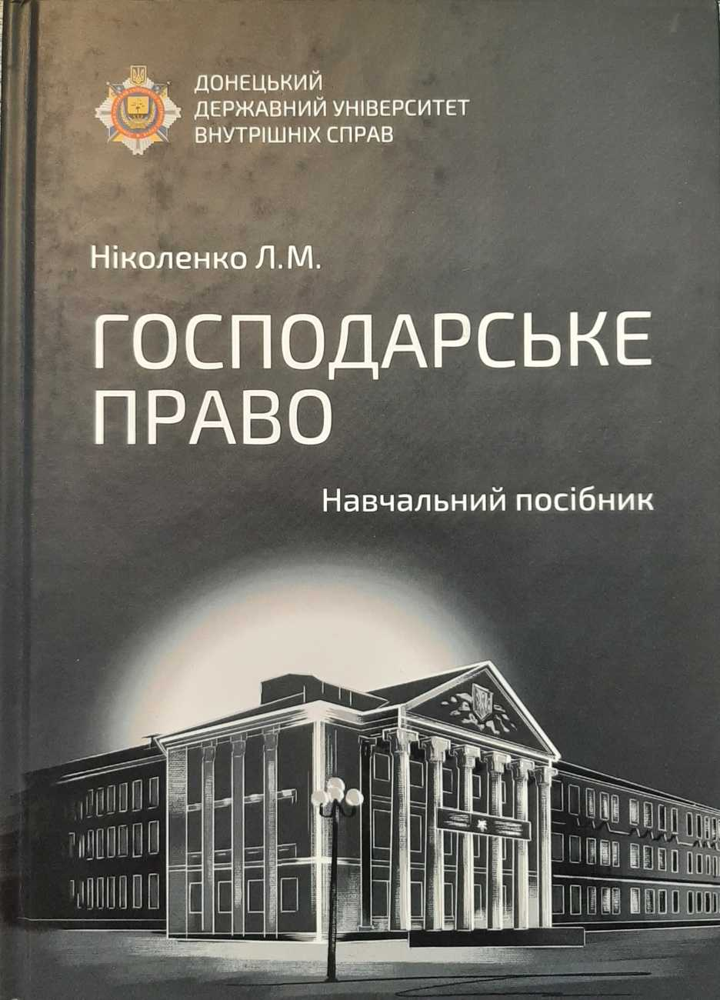 ДОНЕЦЬКИЙ
ДЕРЖАВНИЙ УНІВЕРСИТЕТ
ВНУТРІШНІХ СПРАВ
Ніколенко Л.М.
ГОСПОДАРСЬКЕ
ПРАВО
Навчальний посібник